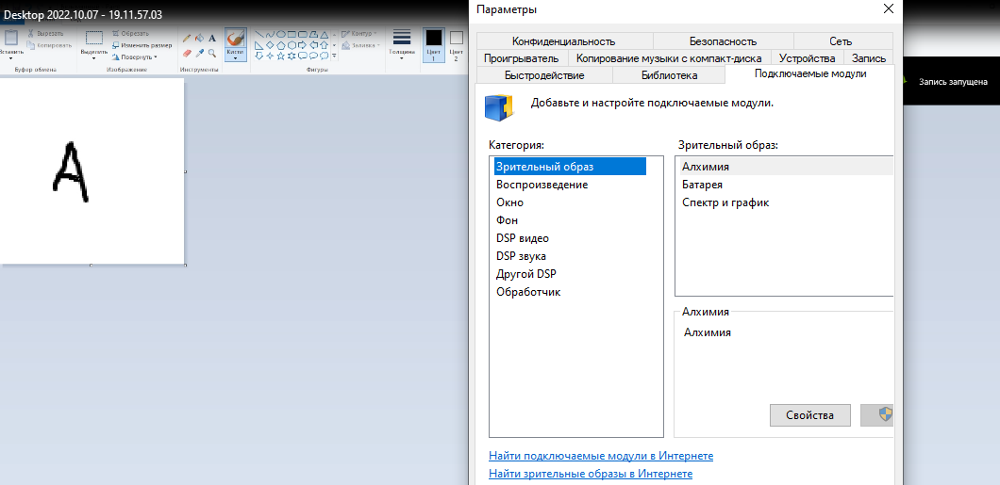 Desktop 2022.10.07 - 19.11.57.03
Вставить
Вырезать
Копировать
Буфер обмена
Выделить
Обрезать
Изменить размер
Повернуть
Изображение
A
Инструменты
Кисти
Контур
Заливка
Фигуры
Толщина
Цвет 1
Цвет 2
A
Параметры
Конфиденциальность
Безопасность
Сеть
Проигрыватель
Копирование музыки с компакт-диска
Устройства
Запись
Быстродействие
Библиотека
Подключаемые модули
Добавьте и настройте подключаемые модули.
Категория:
Зрительный образ
Воспроизведение
Окно
Фон
DSP видео
DSP звука
Другой DSP
Обработчик
Зрительный образ:
Алхимия
Батарея
Спектр и график
Алхимия
Алхимия
Свойства
Найти подключаемые модули в Интернете
Найти зрительные образы в Интернете
Запись запущена